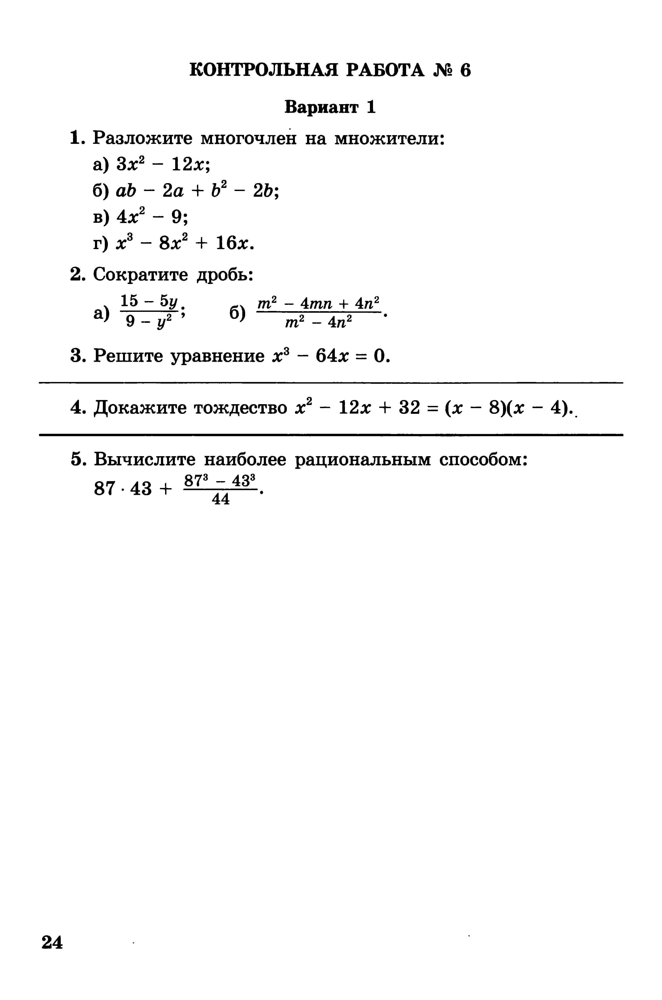 КОНТРОЛЬНАЯ РАБОТА № 6
Вариант 1
1. Разложите многочлен на множители:
а) 3x² − 12x;
б) ab − 2a + b² − 2b;
в) 4x² − 9;
г) x³ − 8x² + 16x.
2. Сократите дробь:
а) (15 − 5y)/(9 − y²); б) (m² − 4mn + 4n²)/(m² − 4n²).
3. Решите уравнение x³ − 64x = 0.
4. Докажите тождество x² − 12x + 32 = (x − 8)(x − 4).
5. Вычислите наиболее рациональным способом:
87 · 43 + (87³ − 43³)/44.
24